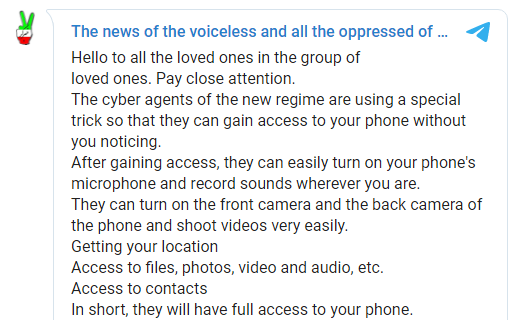 The news of the voiceless and all the oppressed of ...
Hello to all the loved ones in the group of
loved ones. Pay close attention.
The cyber agents of the new regime are using a special
trick so that they can gain access to your phone without
you noticing.
After gaining access, they can easily turn on your phone's
microphone and record sounds wherever you are.
They can turn on the front camera and the back camera of
the phone and shoot videos very easily.
Getting your location
Access to files, photos, video and audio, etc.
Access to contacts
In short, they will have full access to your phone.